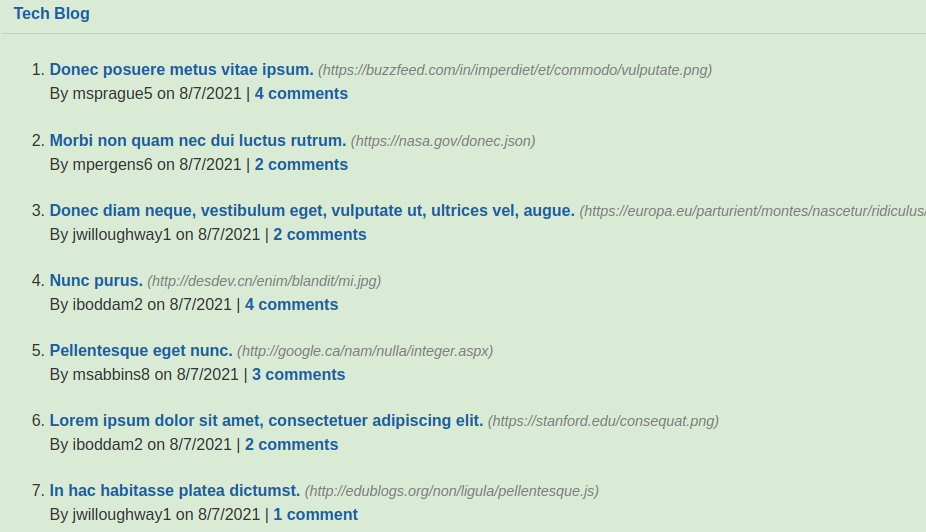 Tech Blog
1. Donec posuere metus vitae ipsum. (https://buzzfeed.com/in/imperdiet/et/commodo/vulputate.png)
By msprague5 on 8/7/2021 | 4 comments
2. Morbi non quam nec dui luctus rutrum. (https://nasa.gov/donec.json)
By mpergens6 on 8/7/2021 | 2 comments
3. Donec diam neque, vestibulum eget, vulputate ut, ultrices vel, augue. (https://europa.eu/parturient/montes/nascetur/ridiculus/
By jwilloughway1 on 8/7/2021 | 2 comments
4. Nunc purus. (http://desdev.cn/enim/blandit/mi.jpg)
By iboddam2 on 8/7/2021 | 4 comments
5. Pellentesque eget nunc. (http://google.ca/nam/nulla/integer.aspx)
By msabbins8 on 8/7/2021 | 3 comments
6. Lorem ipsum dolor sit amet, consectetuer adipiscing elit. (https://stanford.edu/consequat.png)
By iboddam2 on 8/7/2021 | 2 comments
7. In hac habitasse platea dictumst. (http://edublogs.org/non/ligula/pellentesque.js)
By jwilloughway1 on 8/7/2021 | 1 comment